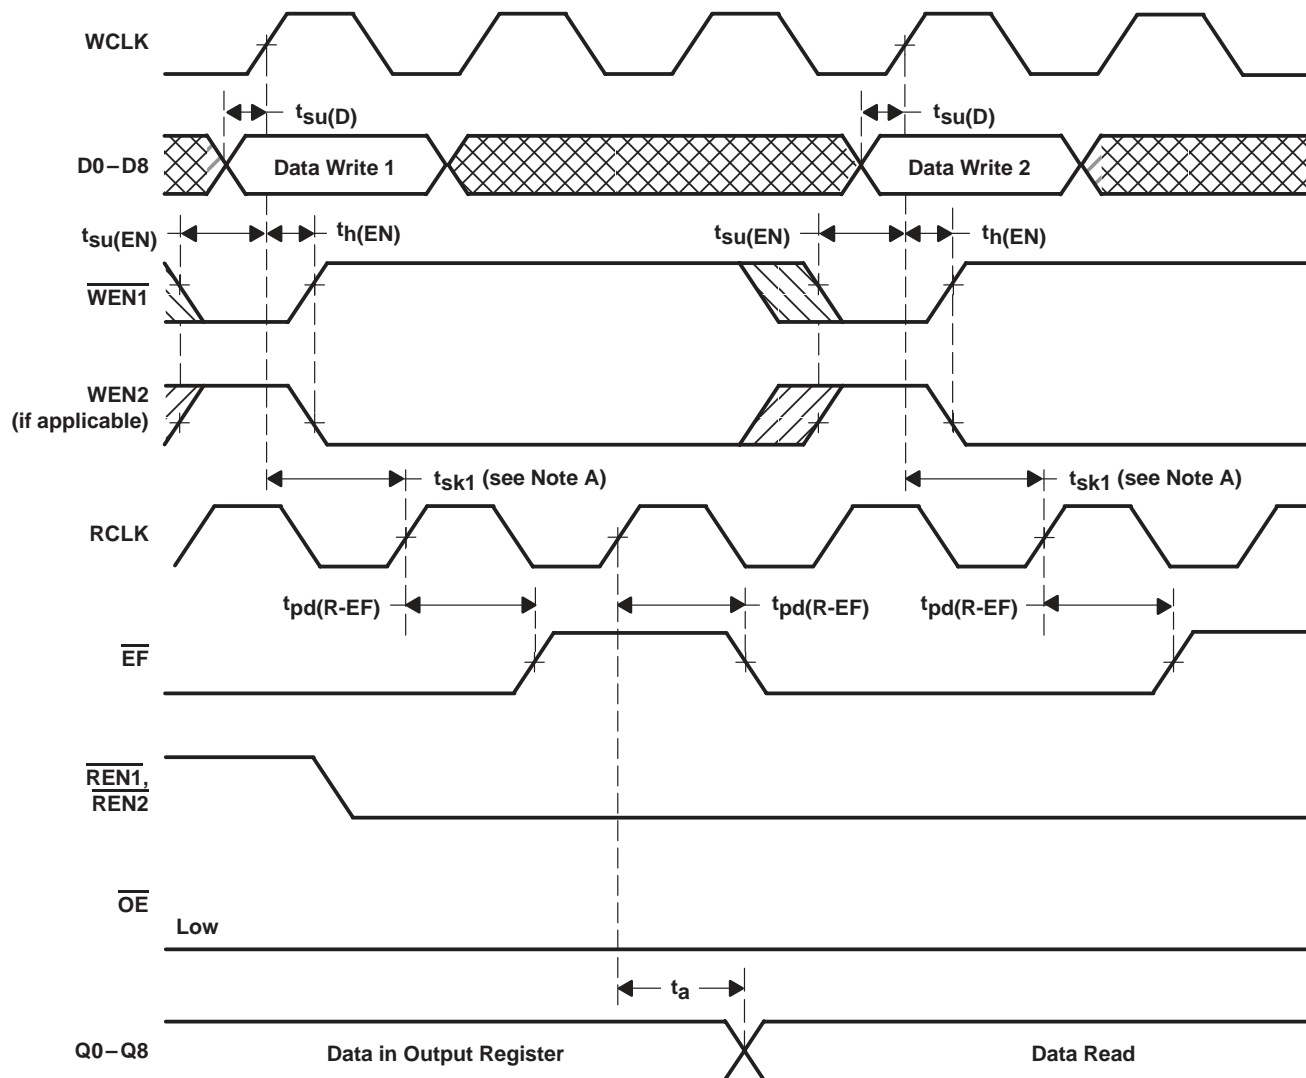 WCLK
tsu(D) tsu(D)
D0–D8 Data Write 1 Data Write 2
tsu(EN) th(EN) tsu(EN) th(EN)
WEN1
WEN2
(if applicable)
tsk1 (see Note A) tsk1 (see Note A)
RCLK
tpd(R-EF) tpd(R-EF) tpd(R-EF)
EF
REN1,
REN2
OE
Low
ta
Q0–Q8 Data in Output Register Data Read